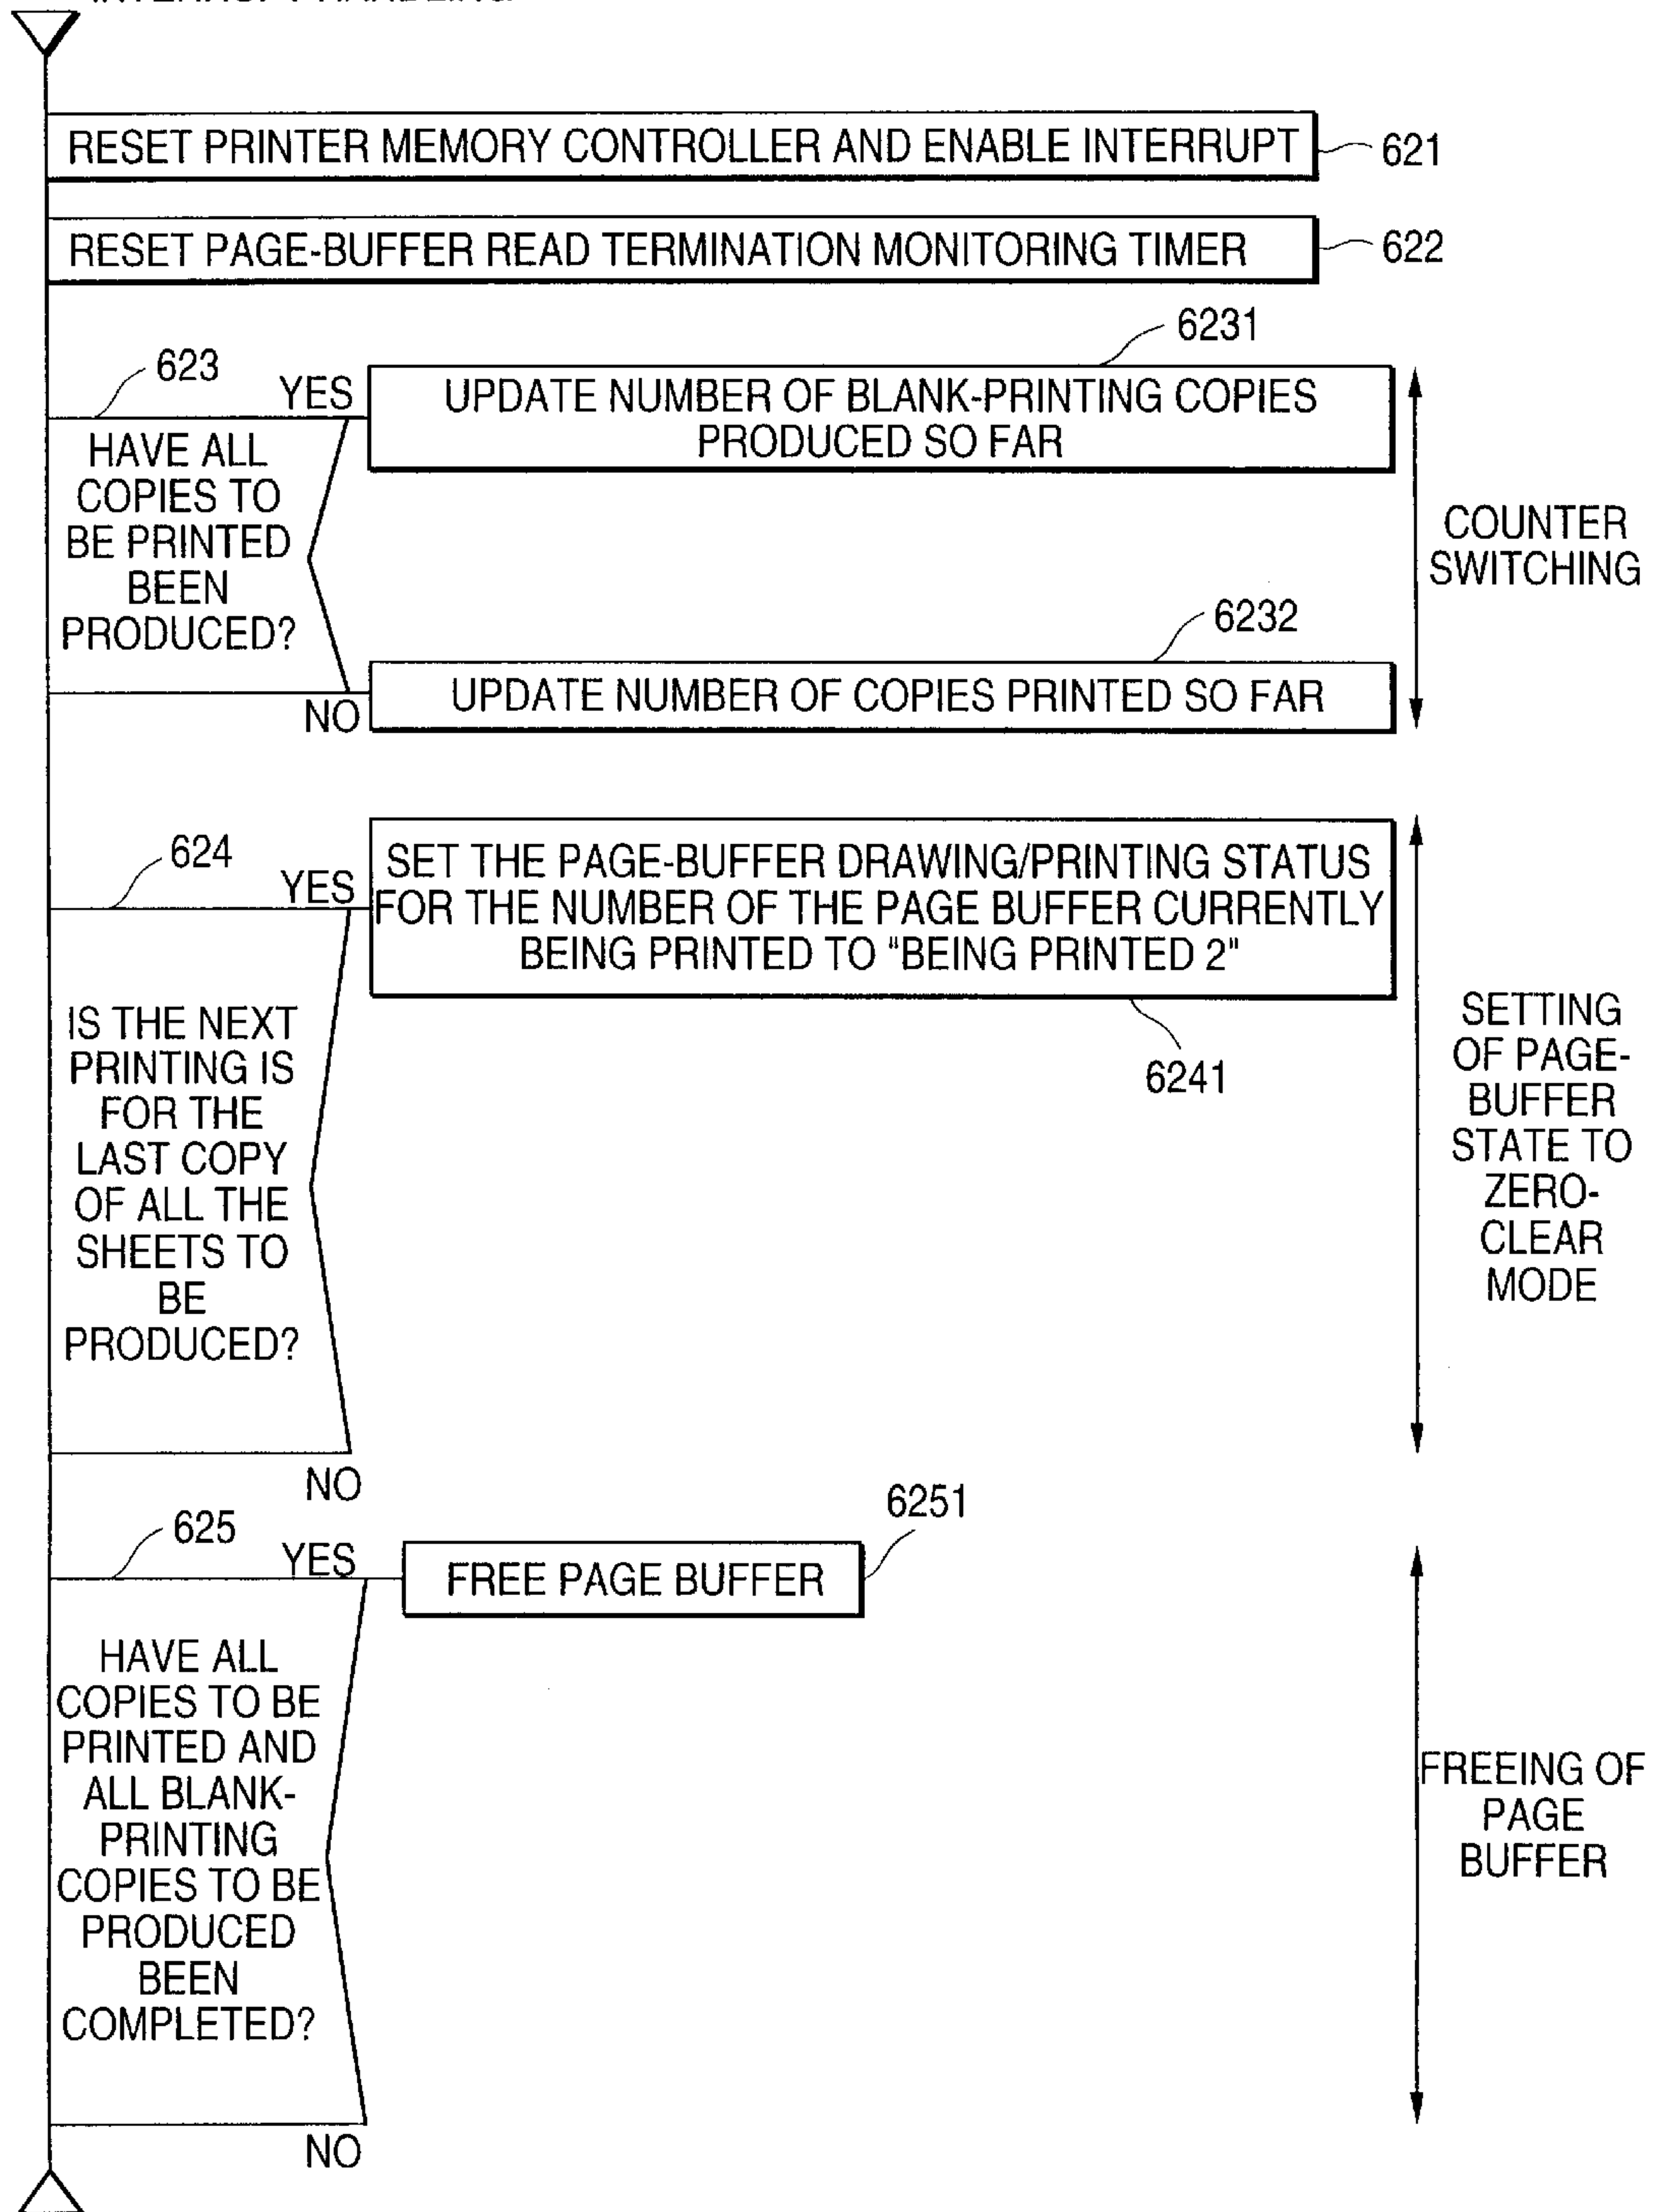 RESET PRINTER MEMORY CONTROLLER AND ENABLE INTERRUPT
621
RESET PAGE-BUFFER READ TERMINATION MONITORING TIMER
622
623
YES
HAVE ALL
COPIES TO
BE PRINTED
BEEN
PRODUCED?
NO
6231
UPDATE NUMBER OF BLANK-PRINTING COPIES
PRODUCED SO FAR
6232
UPDATE NUMBER OF COPIES PRINTED SO FAR
COUNTER
SWITCHING
624
YES
IS THE NEXT
PRINTING IS
FOR THE
LAST COPY
OF ALL THE
SHEETS TO
BE
PRODUCED?
NO
SET THE PAGE-BUFFER DRAWING/PRINTING STATUS
FOR THE NUMBER OF THE PAGE BUFFER CURRENTLY
BEING PRINTED TO "BEING PRINTED 2"
6241
SETTING
OF PAGE-
BUFFER
STATE TO
ZERO-
CLEAR
MODE
625
YES
HAVE ALL
COPIES TO BE
PRINTED AND
ALL BLANK-
PRINTING
COPIES TO BE
PRODUCED
BEEN
COMPLETED?
NO
6251
FREE PAGE BUFFER
FREEING OF
PAGE
BUFFER